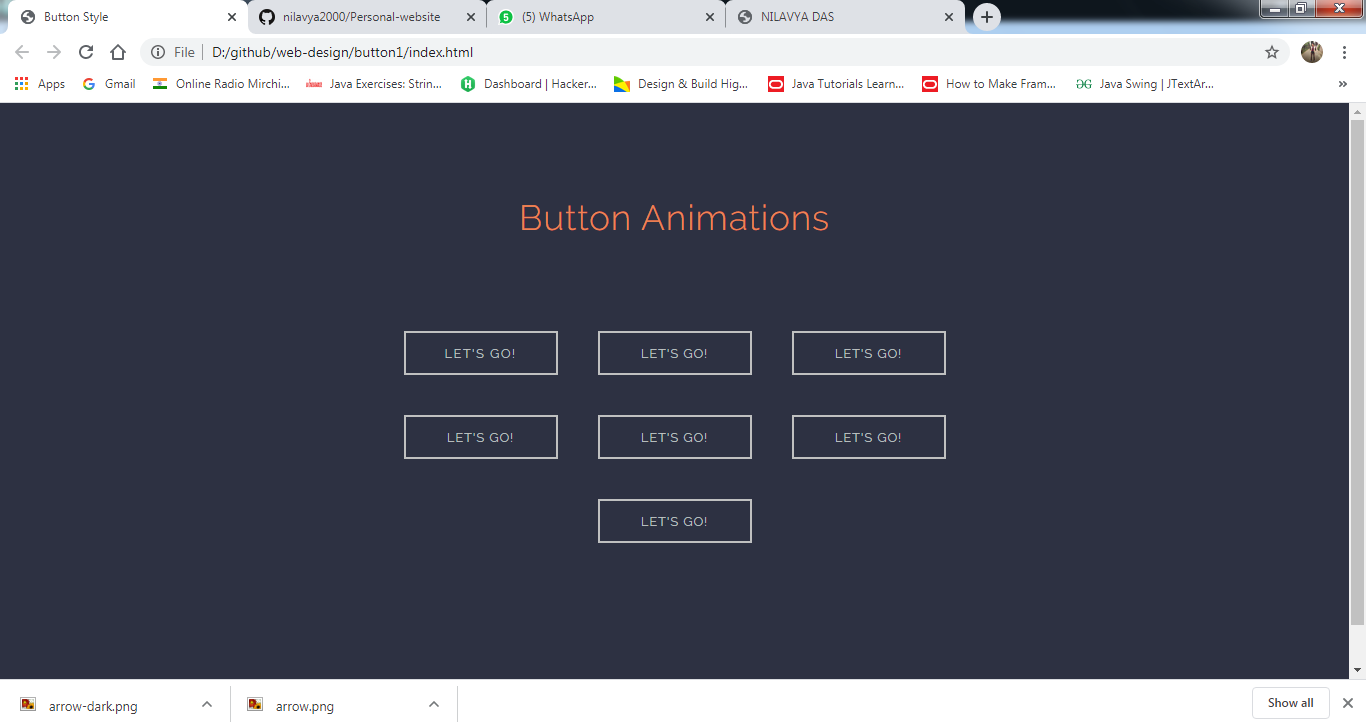 Button Style
nilavya2000/Personal-website
5 (5) WhatsApp
NILAVYA DAS
File D:/github/web-design/button1/index.html
Apps
Gmail
Online Radio Mirchi...
Java Exercises: Strin...
Dashboard | Hacker...
Design & Build Hig...
Java Tutorials Learn...
How to Make Fram...
Java Swing | JTextAr...
Button Animations
LET'S GO! LET'S GO! LET'S GO!
LET'S GO! LET'S GO! LET'S GO!
LET'S GO!
arrow-dark.png
arrow.png
Show all